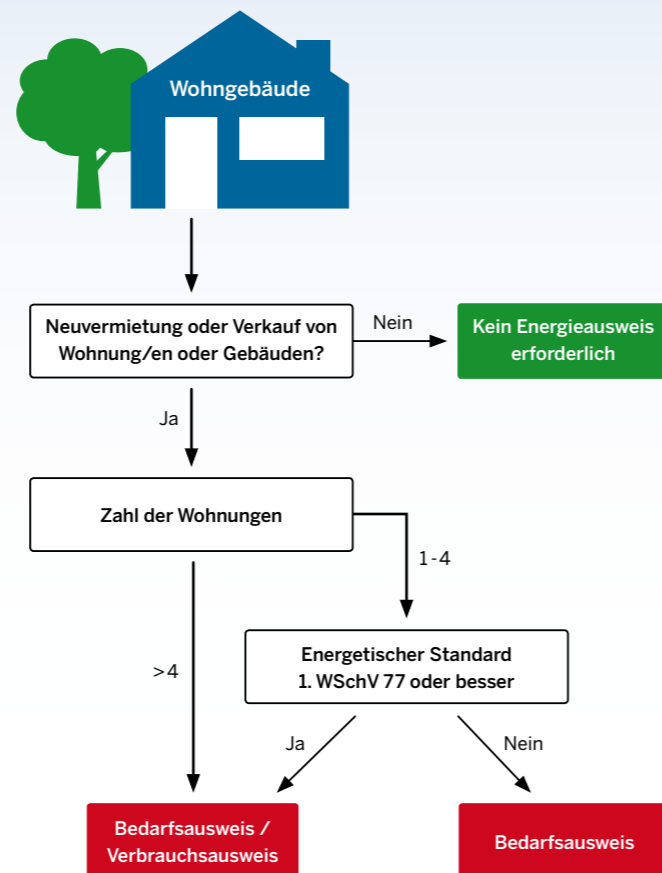 Wohngebäude
Neuvermietung oder Verkauf von
Wohnung/en oder Gebäuden?
Nein
Kein Energieausweis
erforderlich
Ja
Zahl der Wohnungen
1-4
>4
Energetischer Standard
1. WSchV 77 oder besser
Ja
Nein
Bedarfsausweis /
Verbrauchsausweis
Bedarfsausweis